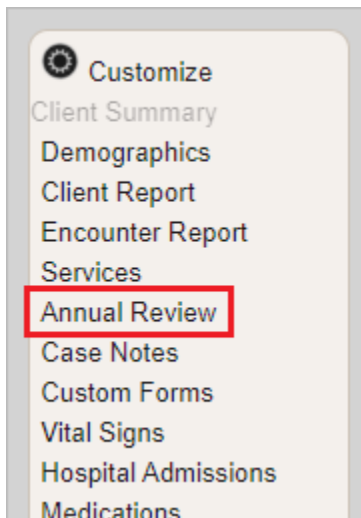 Customize
Client Summary
Demographics
Client Report
Encounter Report
Services
Annual Review
Case Notes
Custom Forms
Vital Signs
Hospital Admissions
Medications